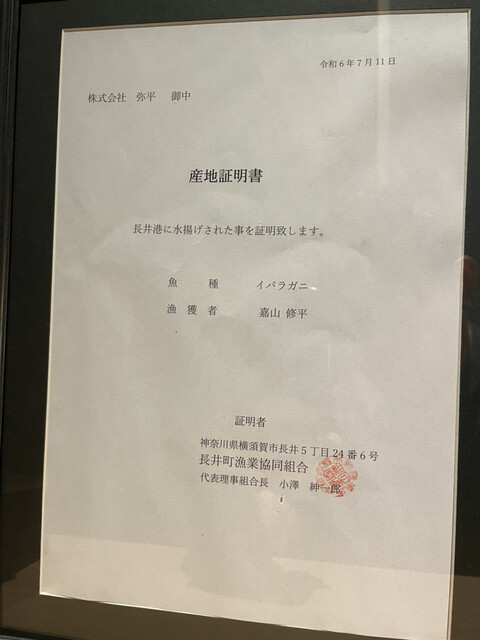 令和6年7月11日
株式会社 弥平 御中
産地証明書
長井港に水揚げされた事を証明致します。
魚種 イバラガニ
漁獲者 嘉山 修平
証明者
神奈川県横須賀市長井5丁目24番6号
長井町漁業協同組合
代表理事組合長 小澤 紳一郎